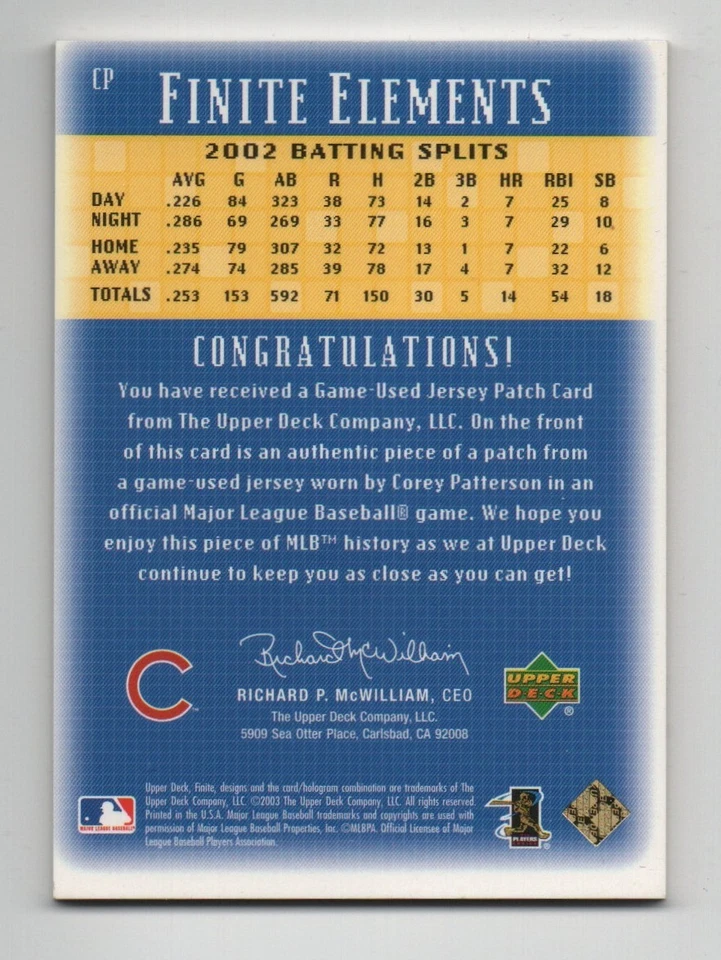 CP
FINITE ELEMENTS
2002 BATTING SPLITS
AVG G AB R H 2B 3B HR RBI SB
DAY .226 84 323 38 73 14 2 7 25 8
NIGHT .286 69 269 33 77 16 3 7 29 10
HOME .235 79 307 32 72 13 1 7 22 6
AWAY .274 74 285 39 78 17 4 7 32 12
TOTALS .253 153 592 71 150 30 5 14 54 18
CONGRATULATIONS!
You have received a Game-Used Jersey Patch Card
from The Upper Deck Company, LLC. On the front
of this card is an authentic piece of a patch from
a game-used jersey worn by Corey Patterson in an
official Major League Baseball® game. We hope you
enjoy this piece of MLB™ history as we at Upper Deck
continue to keep you as close as you can get!
Richard McWilliam
C™
RICHARD P. McWILLIAM, CEO
The Upper Deck Company, LLC.
5909 Sea Otter Place, Carlsbad, CA 92008
UPPER
DECK®
Upper Deck, Finite, designs and the card/hologram combination are trademarks of The
Upper Deck Company, LLC. ©2003 The Upper Deck Company, LLC. All rights reserved.
Printed in the U.S.A. Major League Baseball trademarks and copyrights are used with
permission of Major League Baseball Properties, Inc. ©MLBPA. Official Licensee of Major
League Baseball Players Association.
MAJOR LEAGUE BASEBALL
PLAYERS